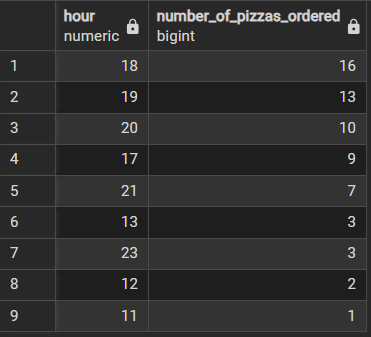 hour number_of_pizzas_ordered
numeric bigint
1 18 16
2 19 13
3 20 10
4 17 9
5 21 7
6 13 3
7 23 3
8 12 2
9 11 1